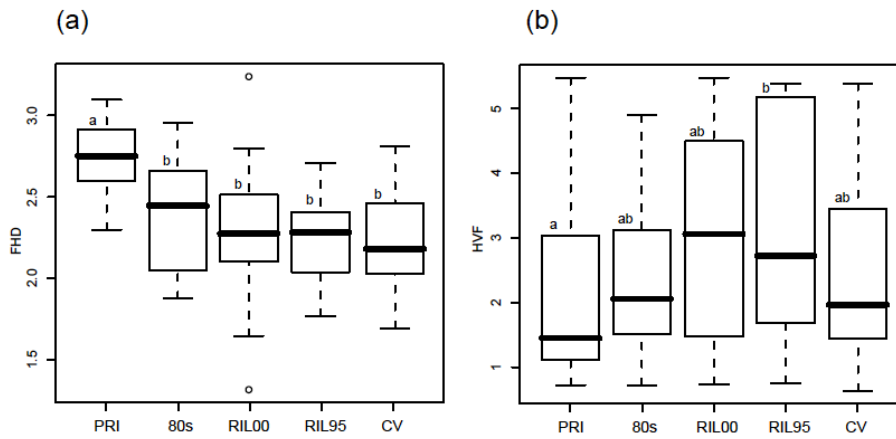 (a)
FHD
3.0
2.5
2.0
1.5
a
b
b
b
b
PRI 80s RIL00 RIL95 CV
(b)
HVF
5
4
3
2
1
a
ab
ab
b
ab
PRI 80s RIL00 RIL95 CV